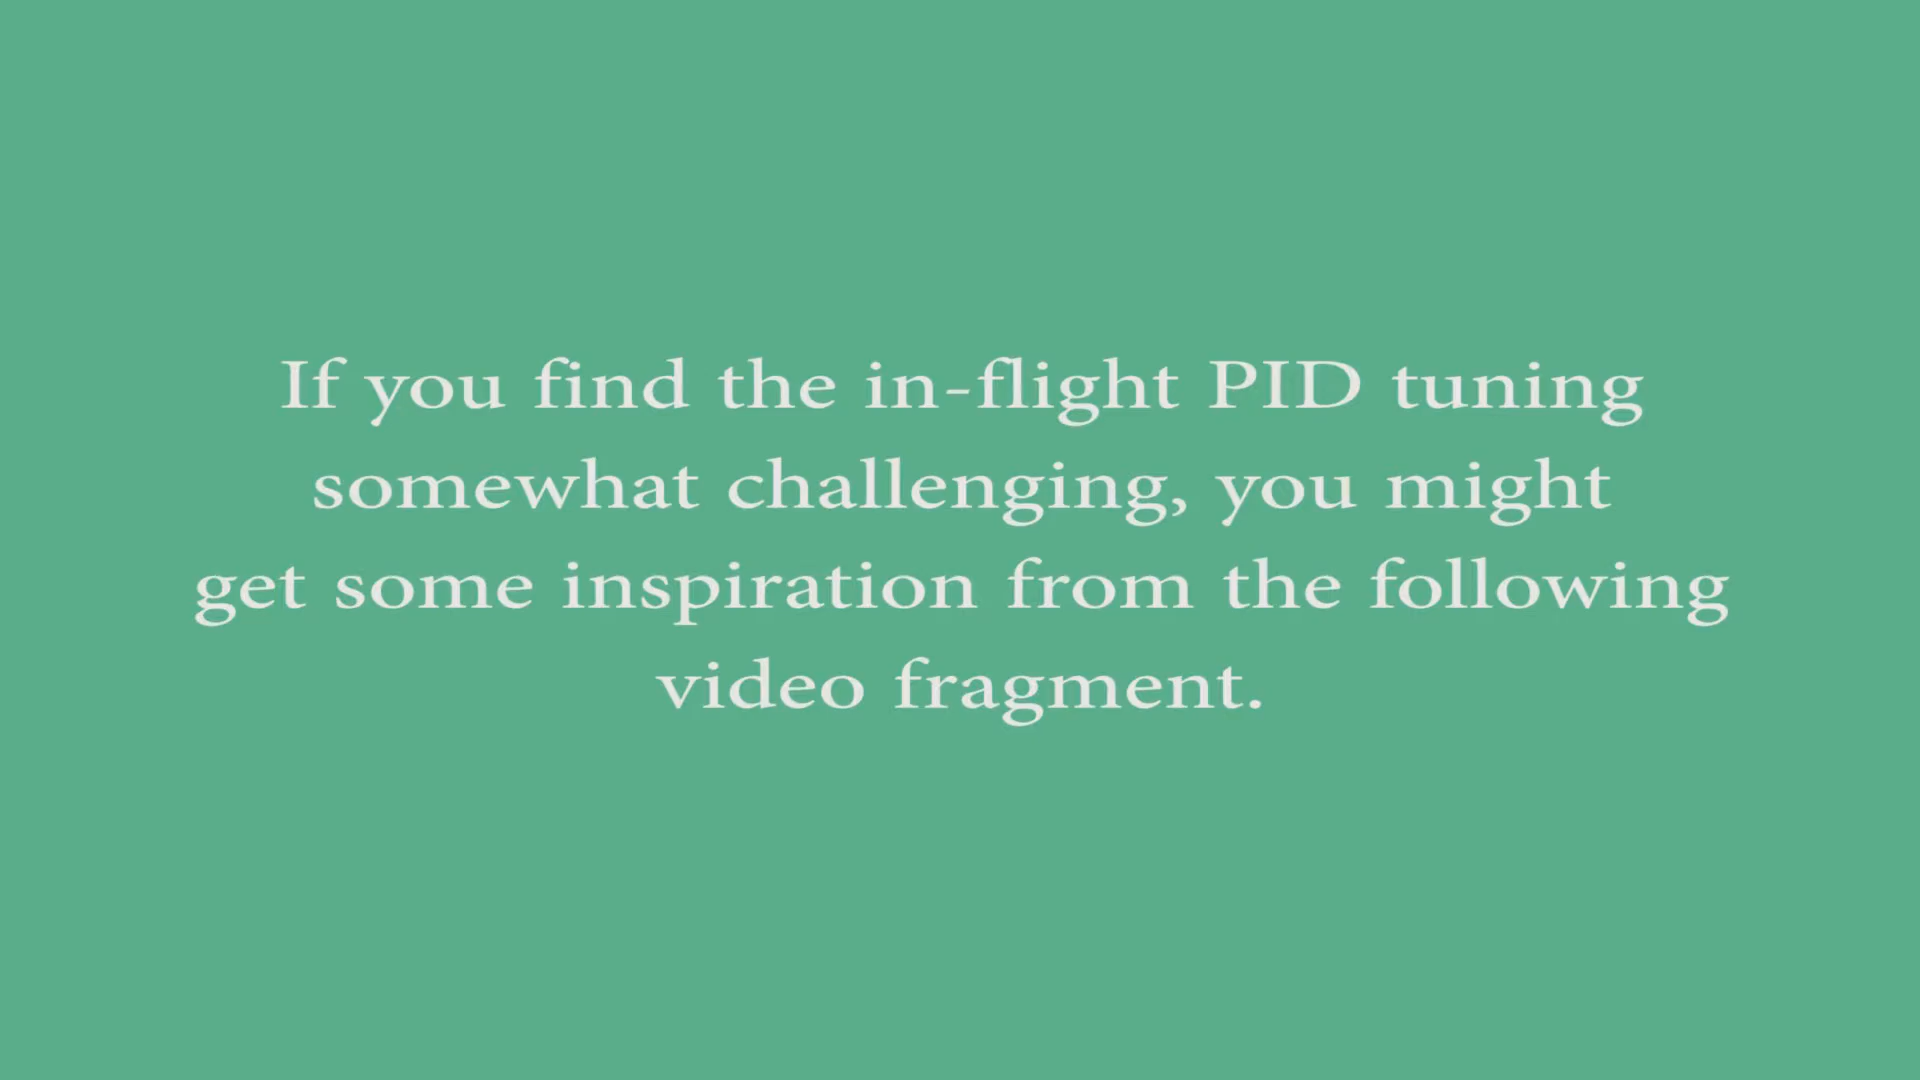 If you find the in-flight PID tuning
somewhat challenging, you might
get some inspiration from the following
video fragment.